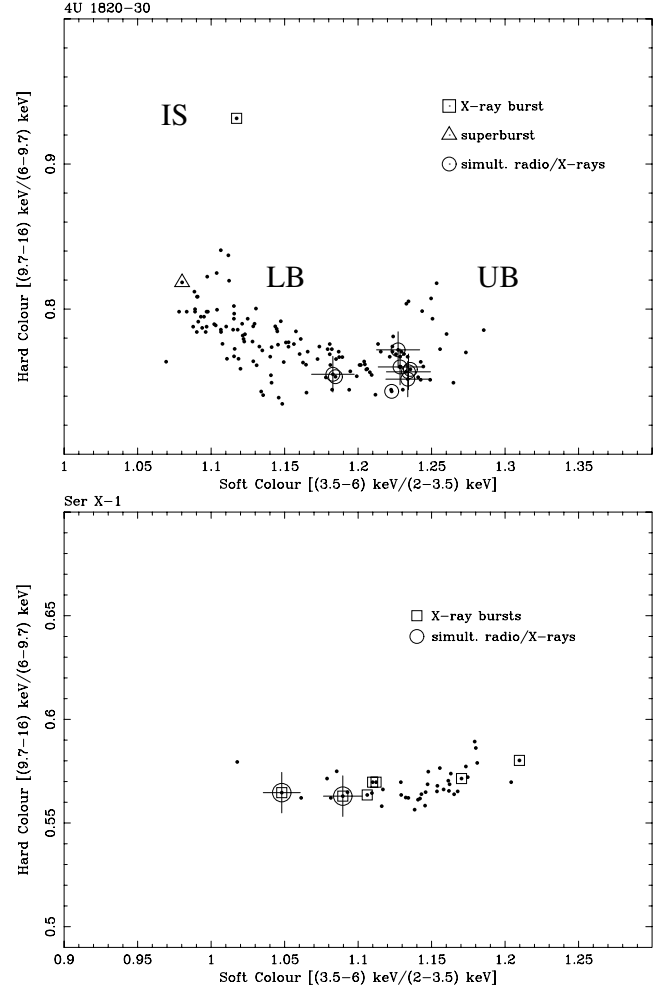 4U 1820-30
Hard Colour [(9.7-16) keV/(6-9.7) keV]
0.9
0.8
IS
LB
UB
X-ray burst
superburst
simult. radio/X-rays
1 1.05 1.1 1.15 1.2 1.25 1.3 1.35
Soft Colour [(3.5-6) keV/(2-3.5) keV]
Ser X-1
Hard Colour [(9.7-16) keV/(6-9.7) keV]
0.65
0.6
0.55
0.5
X-ray bursts
simult. radio/X-rays
0.9 0.95 1 1.05 1.1 1.15 1.2 1.25
Soft Colour [(3.5-6) keV/(2-3.5) keV]